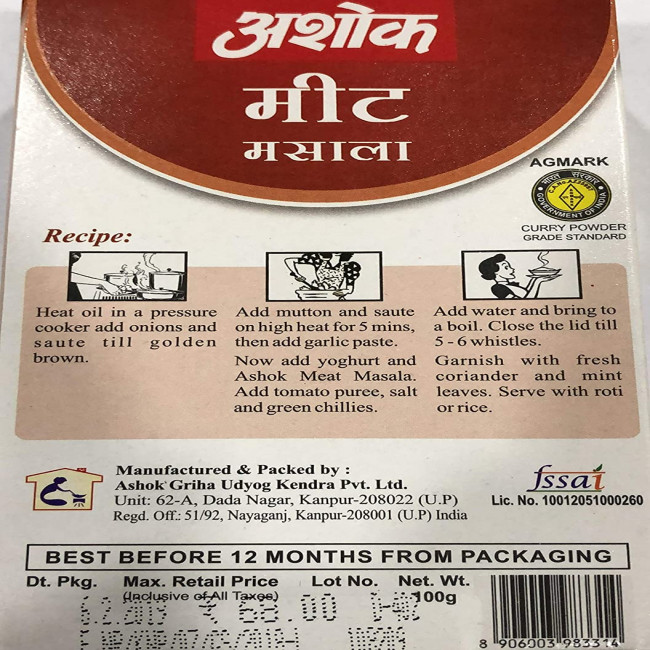 अशोक
मीट
मसाला
AGMARK
भारत सरकार
GOVERNMENT OF INDIA
CURRY POWDER
GRADE STANDARD
Recipe:
Heat oil in a pressure
cooker add onions and
saute till golden
brown.
Add mutton and saute
on high heat for 5 mins,
then add garlic paste.
Now add yoghurt and
Ashok Meat Masala.
Add tomato puree, salt
and green chillies.
Add water and bring to
a boil. Close the lid till
5 - 6 whistles.
Garnish with fresh
coriander and mint
leaves. Serve with roti
or rice.
Manufactured & Packed by :
Ashok Griha Udyog Kendra Pvt. Ltd.
Unit: 62-A, Dada Nagar, Kanpur-208022 (U.P)
Regd. Off.: 51/92, Nayaganj, Kanpur-208001 (U.P) India
fssai
Lic. No. 10012051000260
BEST BEFORE 12 MONTHS FROM PACKAGING
Dt. Pkg. Max. Retail Price Lot No. Net. Wt.
(Inclusive of All Taxes) 100g
₹ 68.00
8 906003 983314